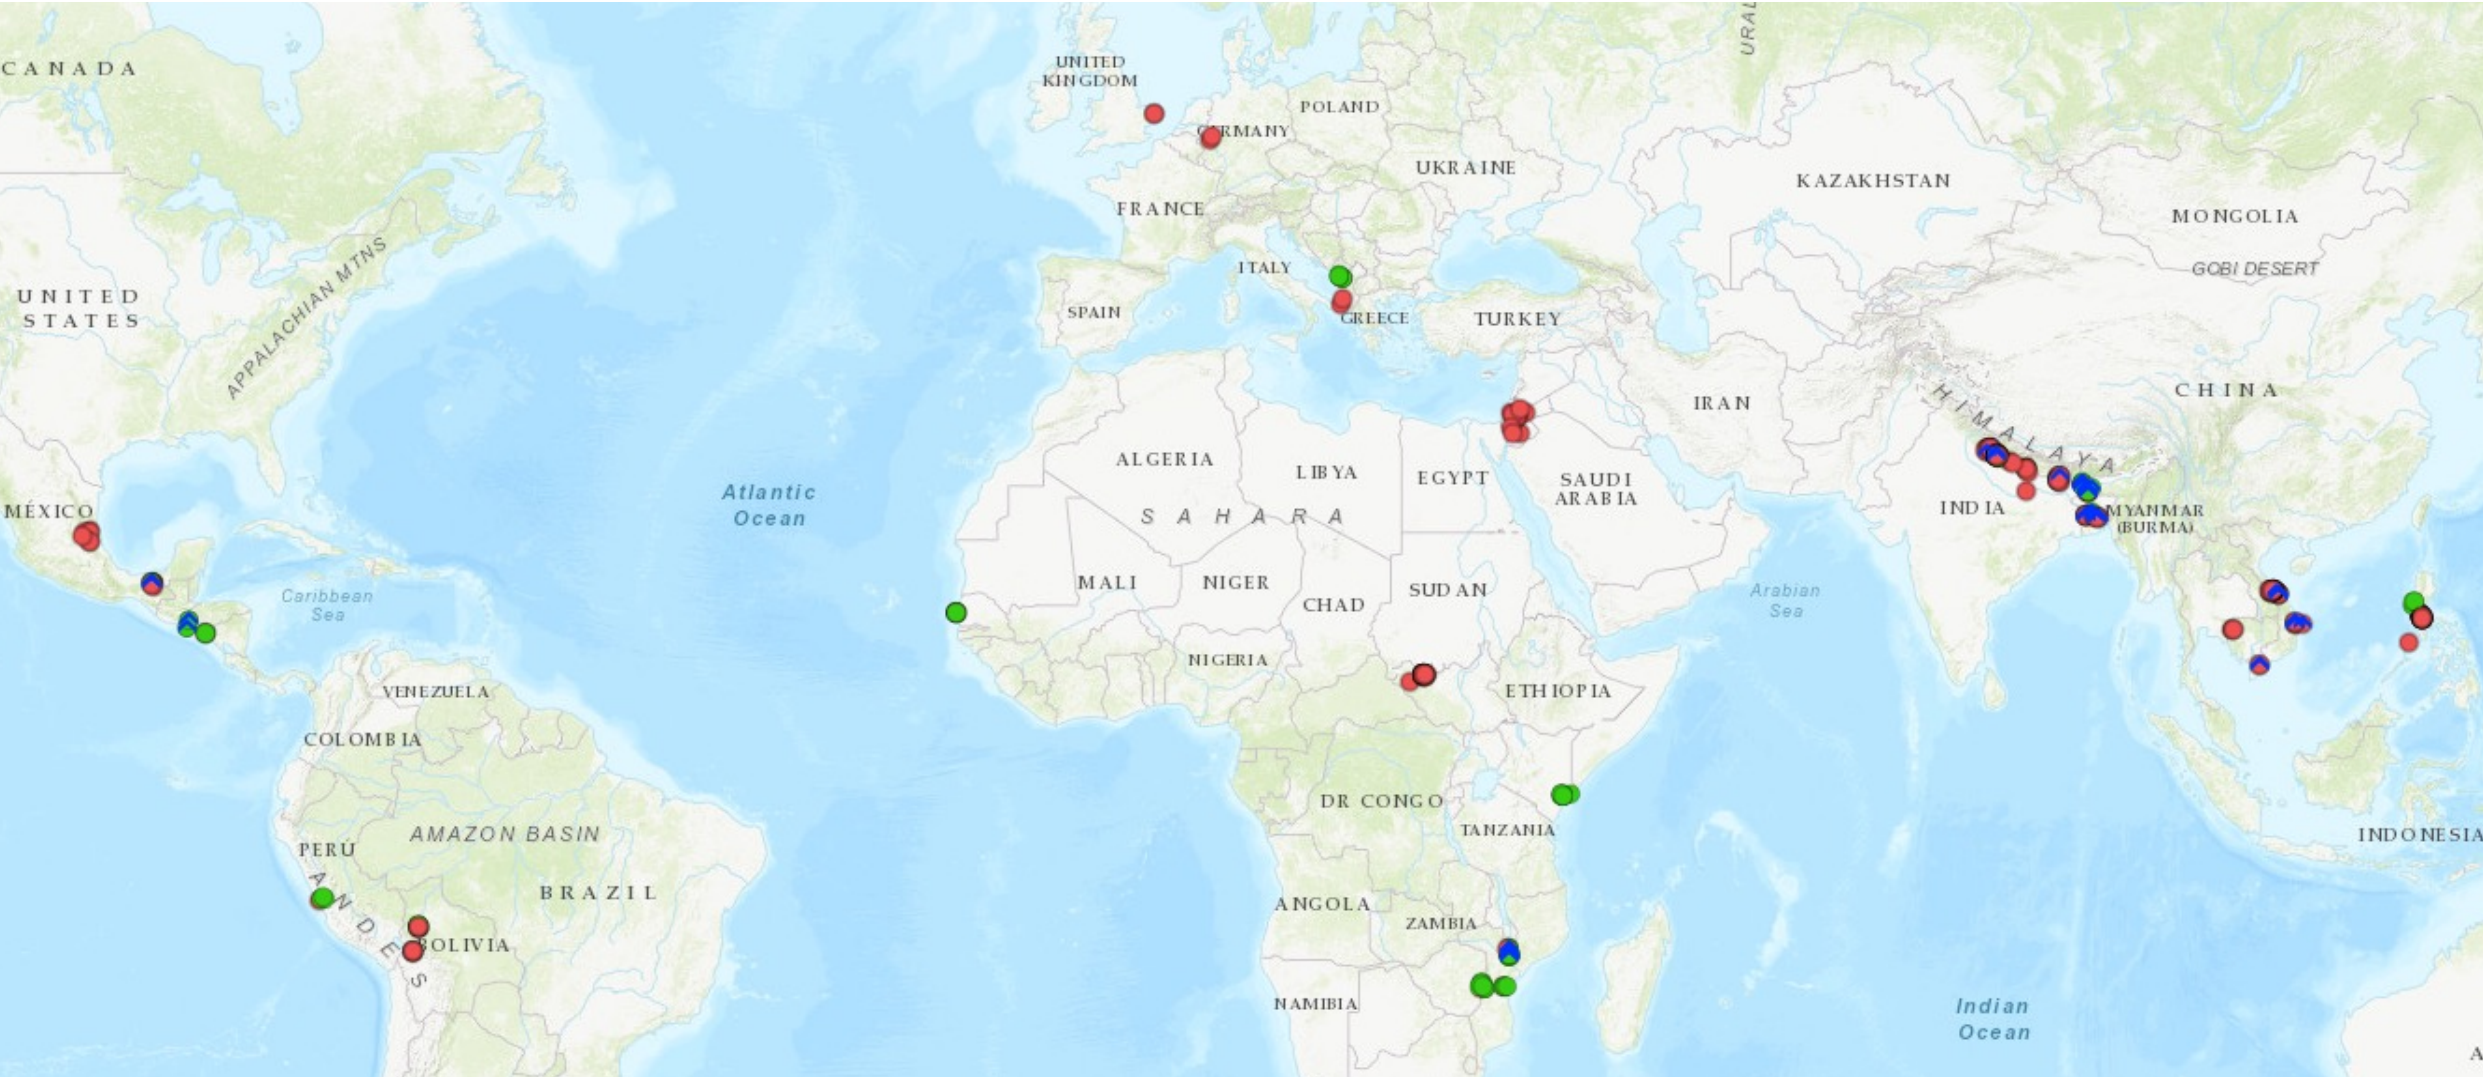 CANADA
UNITED
KINGDOM
POLAND
GERMANY
UKRAINE
FRANCE
KAZAKHSTAN
MONGOLIA
URAL
APPALACHIAN MTNS
UNITED
STATES
ITALY
SPAIN
GREECE
TURKEY
GOBI DESERT
CHINA
HIMALAYA
IRAN
ALGERIA
LIBYA
EGYPT
SAUDI
ARABIA
INDIA
MYANMAR
(BURMA)
Atlantic
Ocean
MÉXICO
SAHARA
MALI
NIGER
CHAD
SUDAN
Caribbean
Sea
Arabian
Sea
NIGERIA
ETHIOPIA
VENEZUELA
COLOMBIA
DR CONGO
TANZANIA
AMAZON BASIN
PERÚ
INDONESIA
BRAZIL
ANDES
ANGOLA
ZAMBIA
BOLIVIA
NAMIBIA
Indian
Ocean
A